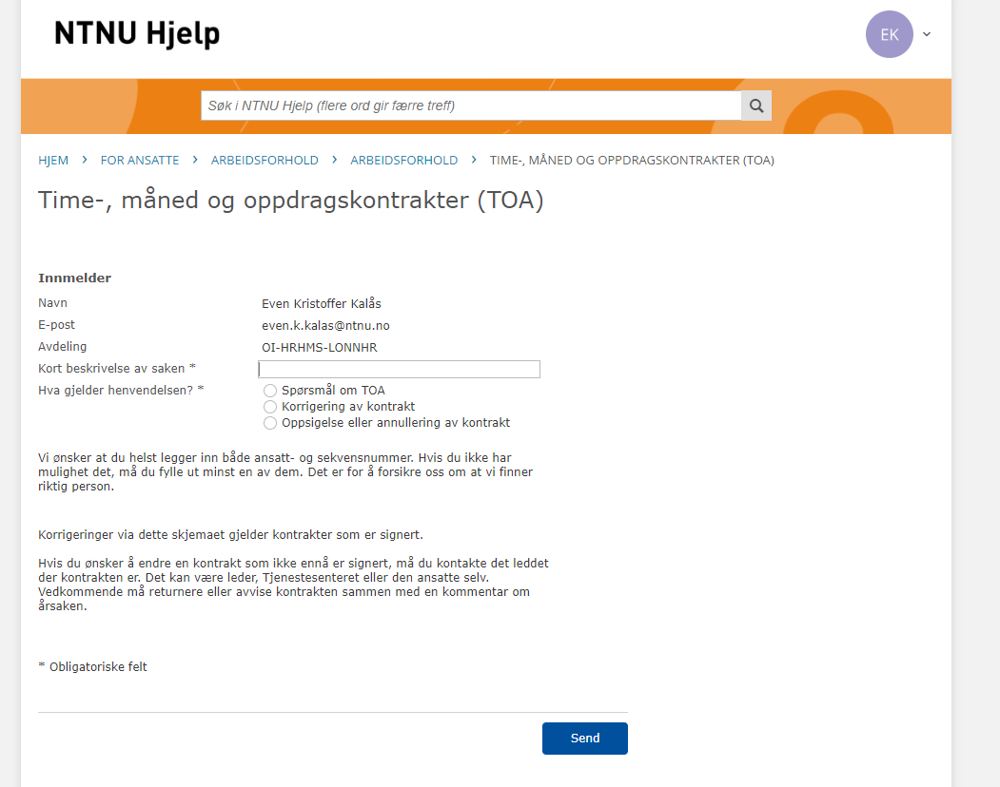 NTNU Hjelp
EK
Søk i NTNU Hjelp (flere ord gir færre treff)
HJEM > FOR ANSATTE > ARBEIDSFORHOLD > ARBEIDSFORHOLD > TIME-, MÅNED OG OPPDRAGSKONTRAKTER (TOA)
Time-, måned og oppdragskontrakter (TOA)
Innmelder
Navn Even Kristoffer Kalås
E-post even.k.kalas@ntnu.no
Avdeling OI-HRHMS-LONNHR
Kort beskrivelse av saken *
Hva gjelder henvendelsen? * Spørsmål om TOA
Korrigering av kontrakt
Oppsigelse eller annullering av kontrakt
Vi ønsker at du helst legger inn både ansatt- og sekvensnummer. Hvis du ikke har
mulighet det, må du fylle ut minst en av dem. Det er for å forsikre oss om at vi finner
riktig person.
Korrigeringer via dette skjemaet gjelder kontrakter som er signert.
Hvis du ønsker å endre en kontrakt som ikke ennå er signert, må du kontakte det leddet
der kontrakten er. Det kan være leder, Tjenestesenteret eller den ansatte selv.
Vedkommende må returnere eller avvise kontrakten sammen med en kommentar om
årsaken.
* Obligatoriske felt
Send